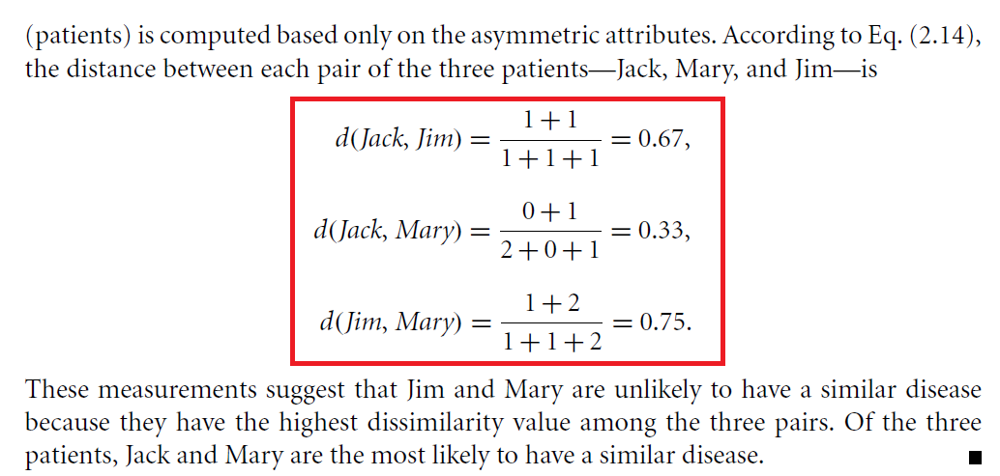 (patients) is computed based only on the asymmetric attributes. According to Eq. (2.14),
the distance between each pair of the three patients—Jack, Mary, and Jim—is
d(Jack, Jim) = \frac{1+1}{1+1+1} = 0.67,
d(Jack, Mary) = \frac{0+1}{2+0+1} = 0.33,
d(Jim, Mary) = \frac{1+2}{1+1+2} = 0.75.
These measurements suggest that Jim and Mary are unlikely to have a similar disease
because they have the highest dissimilarity value among the three pairs. Of the three
patients, Jack and Mary are the most likely to have a similar disease.